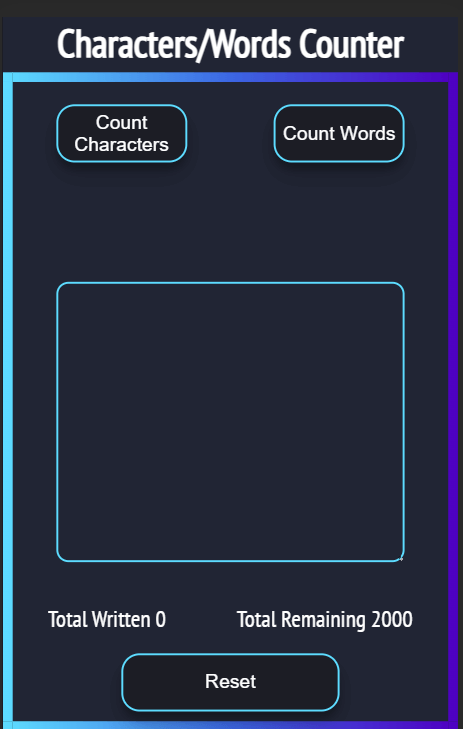 Characters/Words Counter
Count
Characters
Count Words
Total Written 0
Total Remaining 2000
Reset